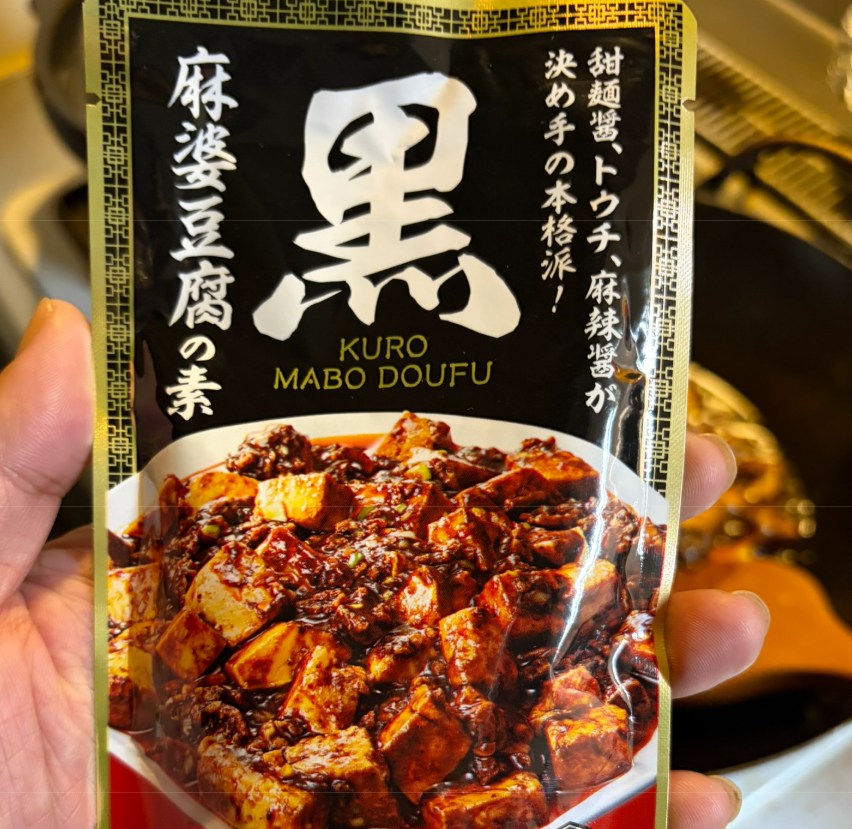 甜麺醤、トウチ、麻辣醤が
決め手の本格派!
黒
KURO
MABO DOUFU
麻婆豆腐の素